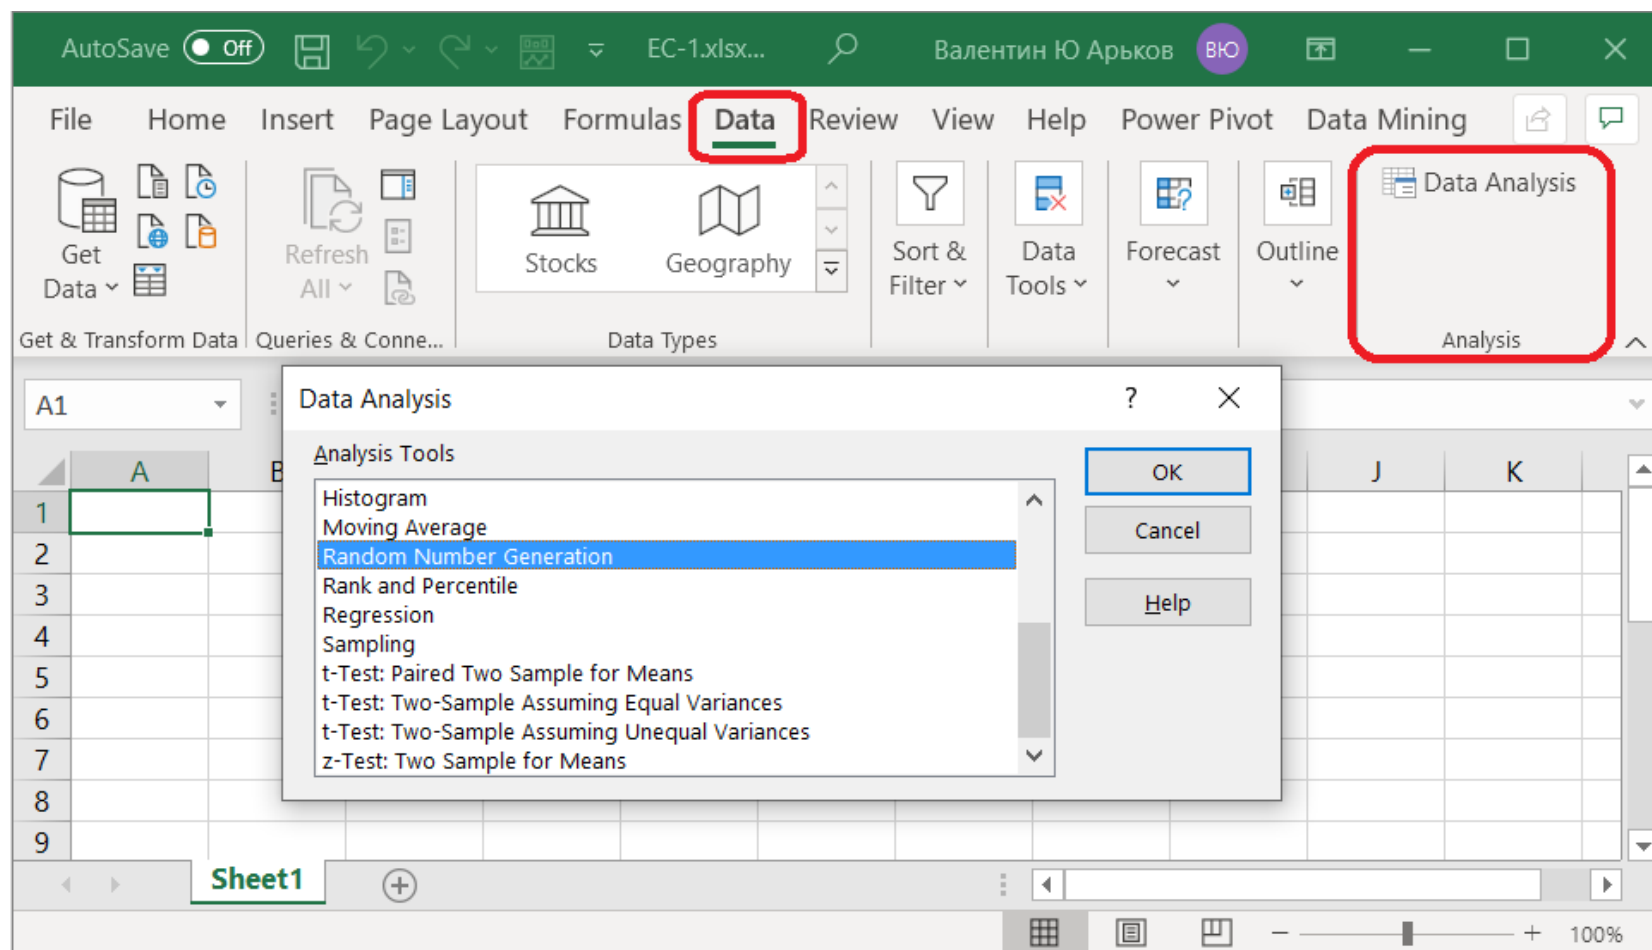 AutoSave Off EC-1.xlsx... Валентин Ю Арьков ВЮ
File Home Insert Page Layout Formulas Data Review View Help Power Pivot Data Mining
Get Data
Refresh All
Stocks Geography
Sort & Filter
Data Tools
Forecast
Outline
Data Analysis
Get & Transform Data Queries & Conne... Data Types Analysis
A1
Data Analysis ?
Analysis Tools
Histogram
Moving Average
Random Number Generation
Rank and Percentile
Regression
Sampling
t-Test: Paired Two Sample for Means
t-Test: Two-Sample Assuming Equal Variances
t-Test: Two-Sample Assuming Unequal Variances
z-Test: Two Sample for Means
OK
Cancel
Help
A B J K
1
2
3
4
5
6
7
8
9
Sheet1
100%